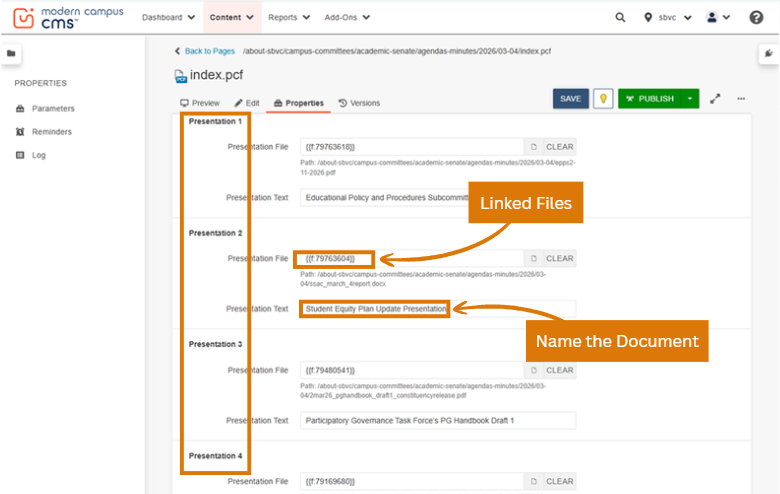 modern campus
cms™
Dashboard
Content
Reports
Add-Ons
sbvc
Back to Pages /about-sbvc/campus-committees/academic-senate/agendas-minutes/2026/03-04/index.pcf
index.pcf
PROPERTIES
Parameters
Reminders
Log
Preview
Edit
Properties
Versions
SAVE
PUBLISH
Presentation 1
Presentation File {{f:79763618}} CLEAR
Path: /about-sbvc/campus-committees/academic-senate/agendas-minutes/2026/03-04/epps2-
11-2026.pdf
Presentation Text Educational Policy and Procedures Subcommitt
Linked Files
Presentation 2
Presentation File {{f:79763604}} CLEAR
Path: /about-sbvc/campus-committees/academic-senate/agendas-minutes/2026/03-
04/ssac_march_4report.docx
Presentation Text Student Equity Plan Update Presentation
Name the Document
Presentation 3
Presentation File {{f:79480541}} CLEAR
Path: /about-sbvc/campus-committees/academic-senate/agendas-minutes/2026/03-
04/2mar26_pghandbook_draft1_constituencyrelease.pdf
Presentation Text Participatory Governance Task Force's PG Handbook Draft 1
Presentation 4
Presentation File {{f:79169680}} CLEAR